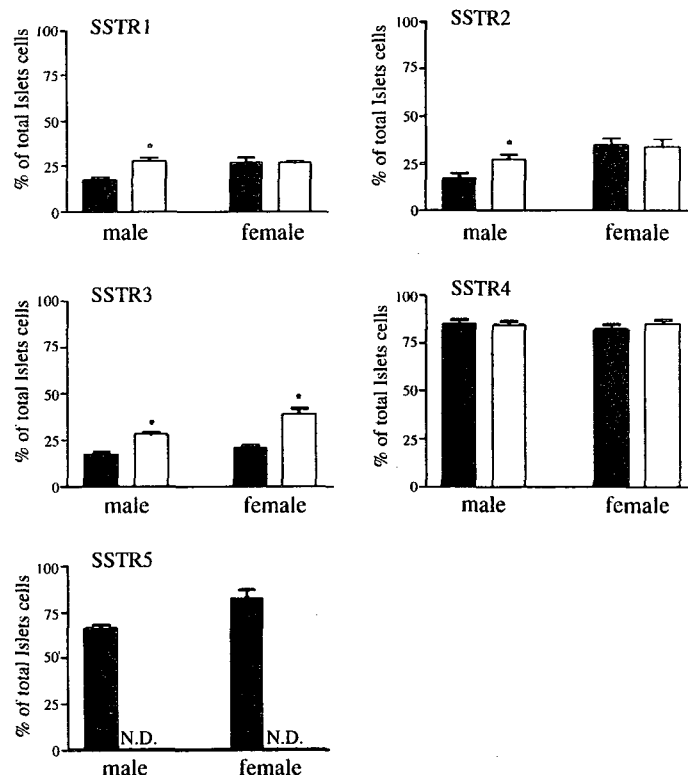 SSTR1
% of total Islets cells
100
75
50
25
0
*
male
female
SSTR2
% of total Islets cells
100
75
50
25
0
*
male
female
SSTR3
% of total Islets cells
100
75
50
25
0
*
*
male
female
SSTR4
% of total Islets cells
100
75
50
25
0
male
female
SSTR5
% of total Islets cells
100
75
50
25
0
N.D.
N.D.
male
female